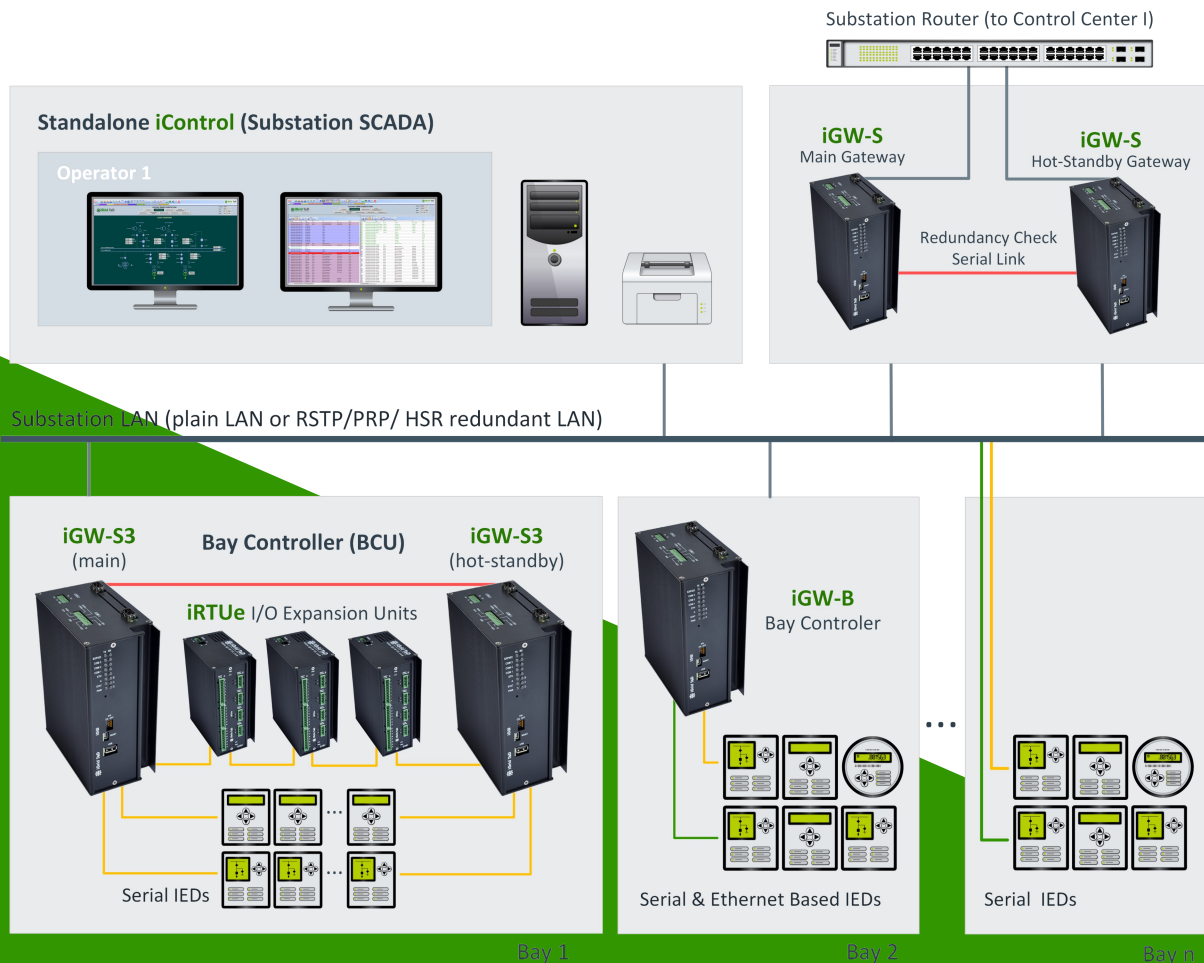 Substation Router (to Control Center I)
Standalone iControl (Substation SCADA)
Operator 1
iGW-S
Main Gateway
iGW-S
Hot-Standby Gateway
Redundancy Check
Serial Link
Substation LAN (plain LAN or RSTP/PRP/ HSR redundant LAN)
iGW-S3
(main)
Bay Controller (BCU)
iGW-S3
(hot-standby)
iRTUe I/O Expansion Units
Serial IEDs
Bay 1
iGW-B
Bay Controler
...
Serial & Ethernet Based IEDs
Bay 2
Serial IEDs
Bay n